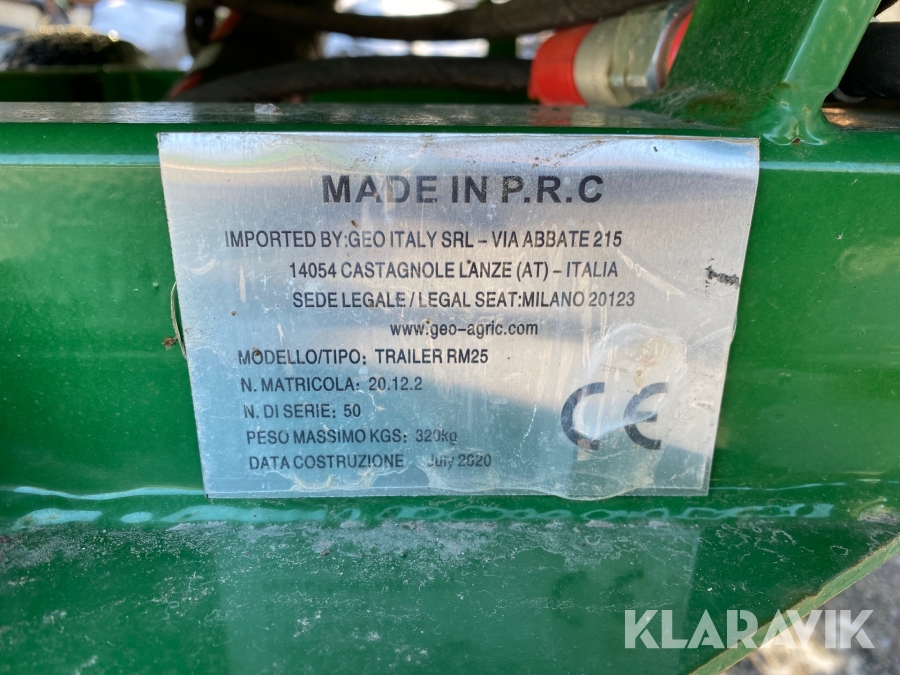 MADE IN P.R.C
IMPORTED BY:GEO ITALY SRL - VIA ABBATE 215
14054 CASTAGNOLE LANZE (AT) - ITALIA
SEDE LEGALE/LEGAL SEAT:MILANO 20123
www.geo-agric.com
MODELLO/TIPO: TRAILER RM25
N. MATRICOLA: 20.12.2
N. DI SERIE: 50
PESO MASSIMO KGS: 320kg
DATA COSTRUZIONE July 2020
CE
KLARAVIK